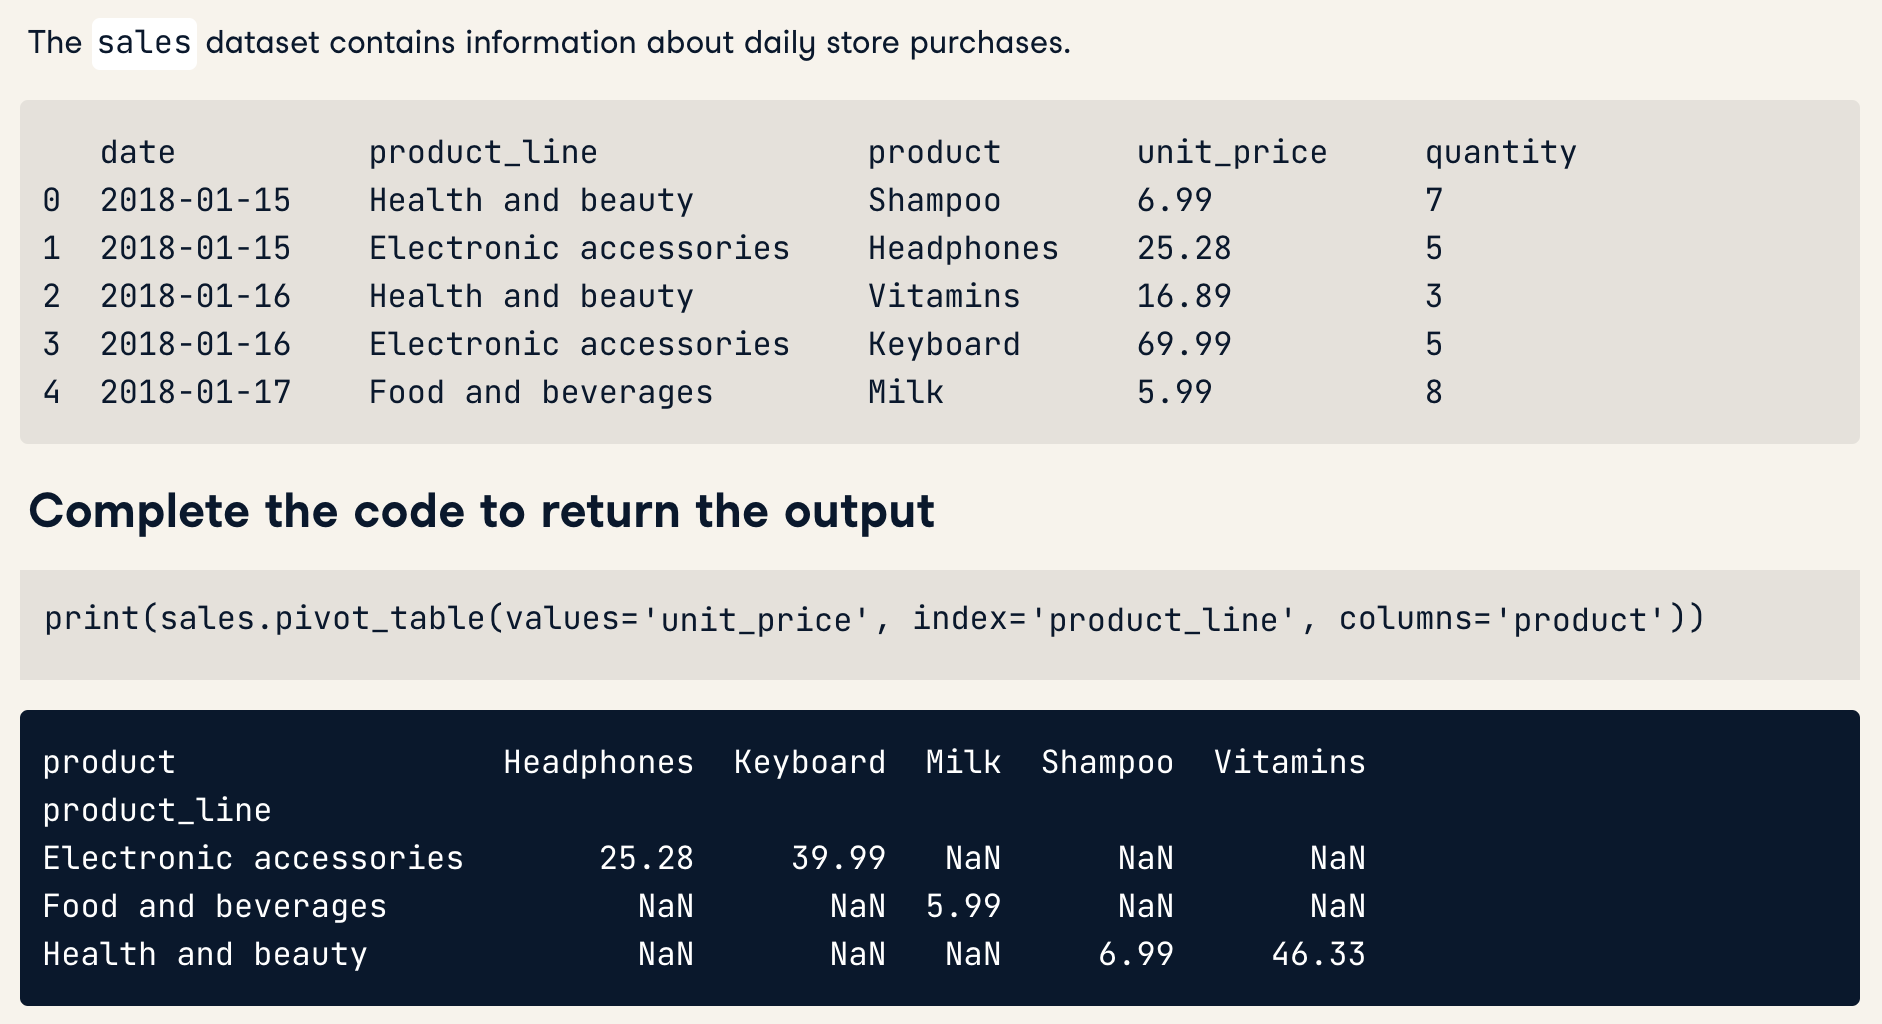 The sales dataset contains information about daily store purchases.
date product_line product unit_price quantity
0 2018-01-15 Health and beauty Shampoo 6.99 7
1 2018-01-15 Electronic accessories Headphones 25.28 5
2 2018-01-16 Health and beauty Vitamins 16.89 3
3 2018-01-16 Electronic accessories Keyboard 69.99 5
4 2018-01-17 Food and beverages Milk 5.99 8
Complete the code to return the output
print(sales.pivot_table(values='unit_price', index='product_line', columns='product'))
product Headphones Keyboard Milk Shampoo Vitamins
product_line
Electronic accessories 25.28 39.99 NaN NaN NaN
Food and beverages NaN NaN 5.99 NaN NaN
Health and beauty NaN NaN NaN 6.99 46.33